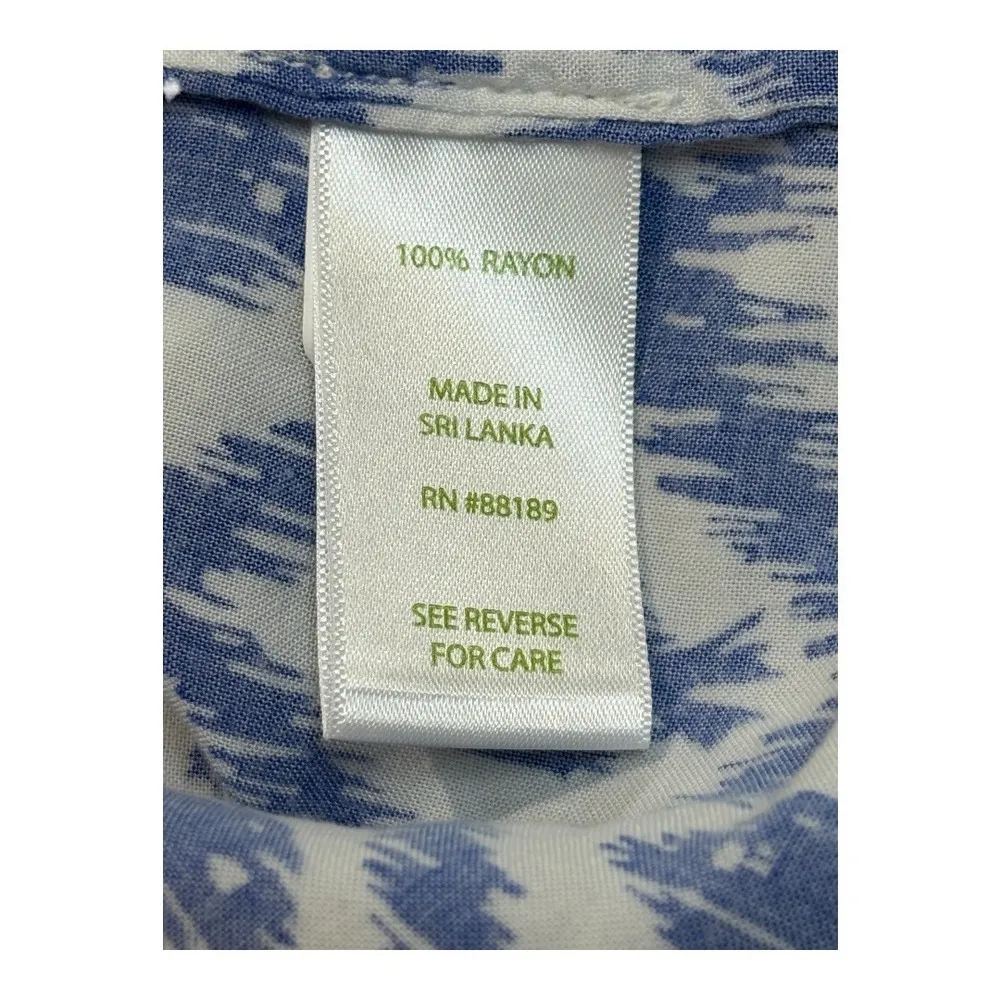 100% RAYON
MADE IN
SRI LANKA
RN #88189
SEE REVERSE
FOR CARE